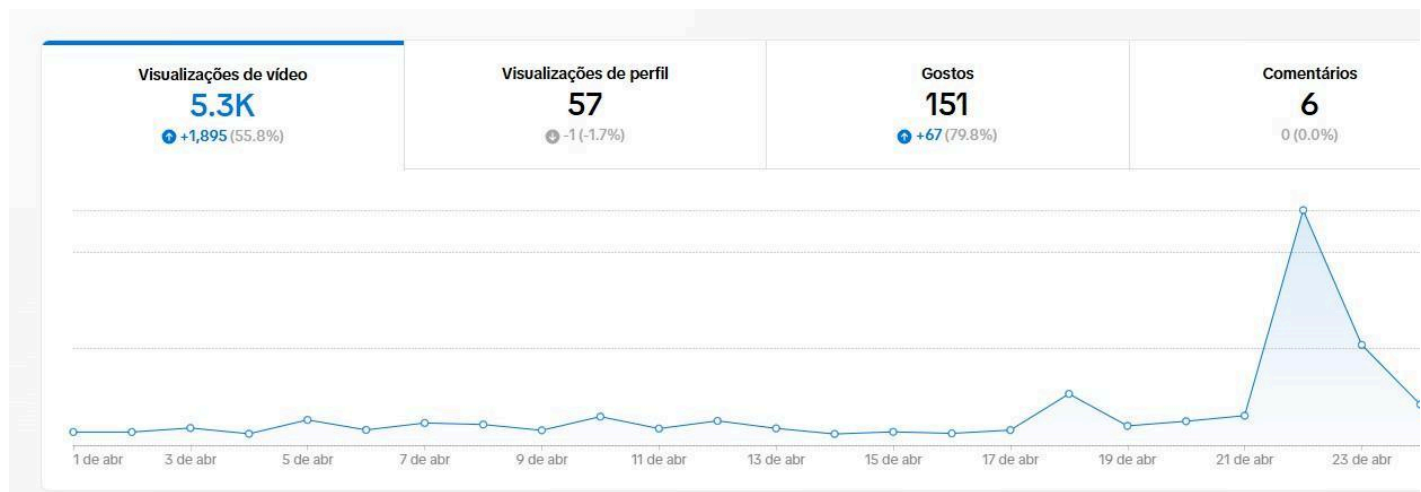 Visualizações de vídeo
5.3K
+1,895 (55.8%)
Visualizações de perfil
57
-1 (-1.7%)
Gostos
151
+67 (79.8%)
Comentários
6
0 (0.0%)
1 de abr 3 de abr 5 de abr 7 de abr 9 de abr 11 de abr 13 de abr 15 de abr 17 de abr 19 de abr 21 de abr 23 de abr